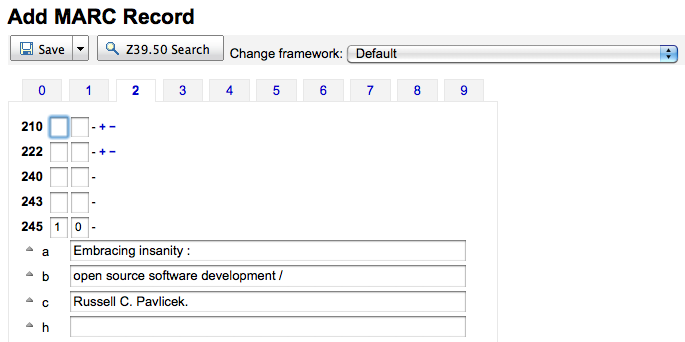 Add MARC Record
Save Z39.50 Search Change framework: Default
0 1 2 3 4 5 6 7 8 9
210 - + −
222 - + −
240 -
243 -
245 1 0 -
a Embracing insanity :
b open source software development /
c Russell C. Pavlicek.
h